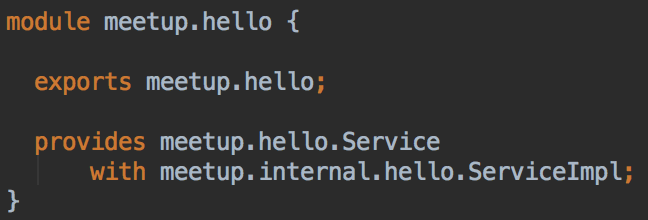 module meetup.hello {
exports meetup.hello;
provides meetup.hello.Service
with meetup.internal.hello.ServiceImpl;
}